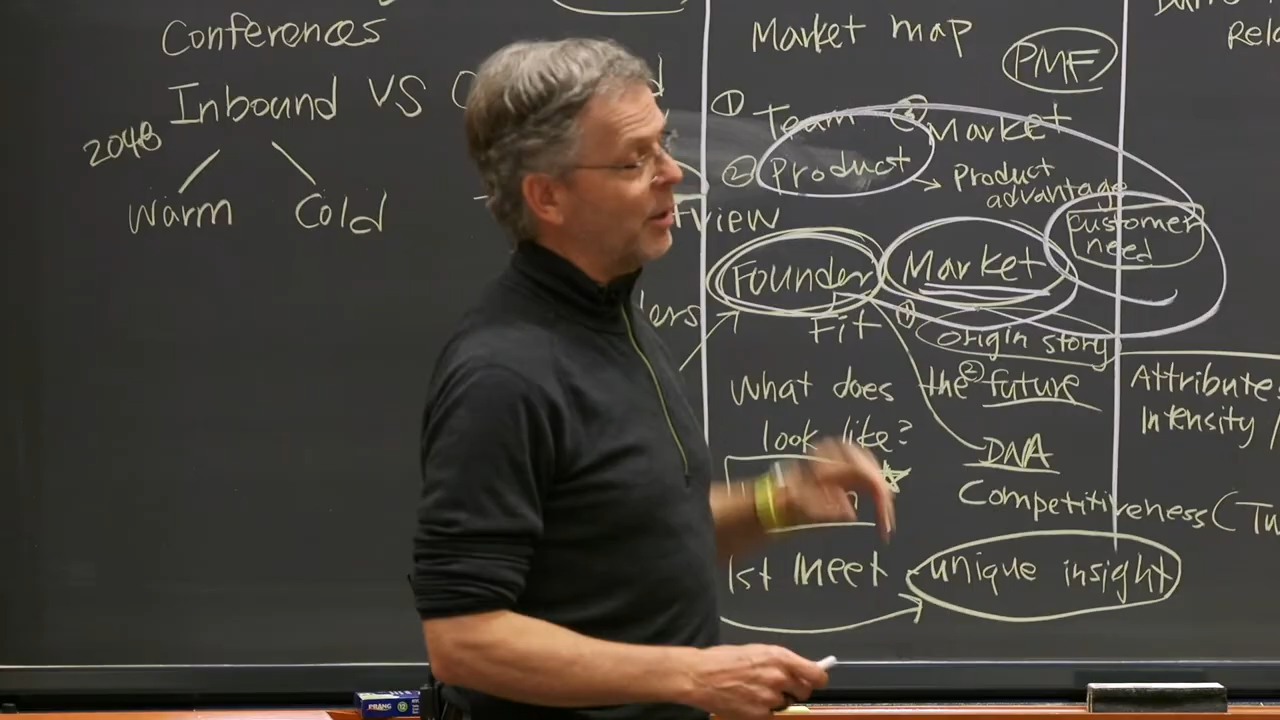 Conferences
Inbound VS
2048
Warm Cold
Market map
PMF
① Team ② Market
② Product → Product
advantage
Customer
need
Founder Market
Fit ① origin story
What does the ② future
look like?
DNA
Competitiveness (
1st meet unique insight
Attributes
Intensity /
PRANG 12